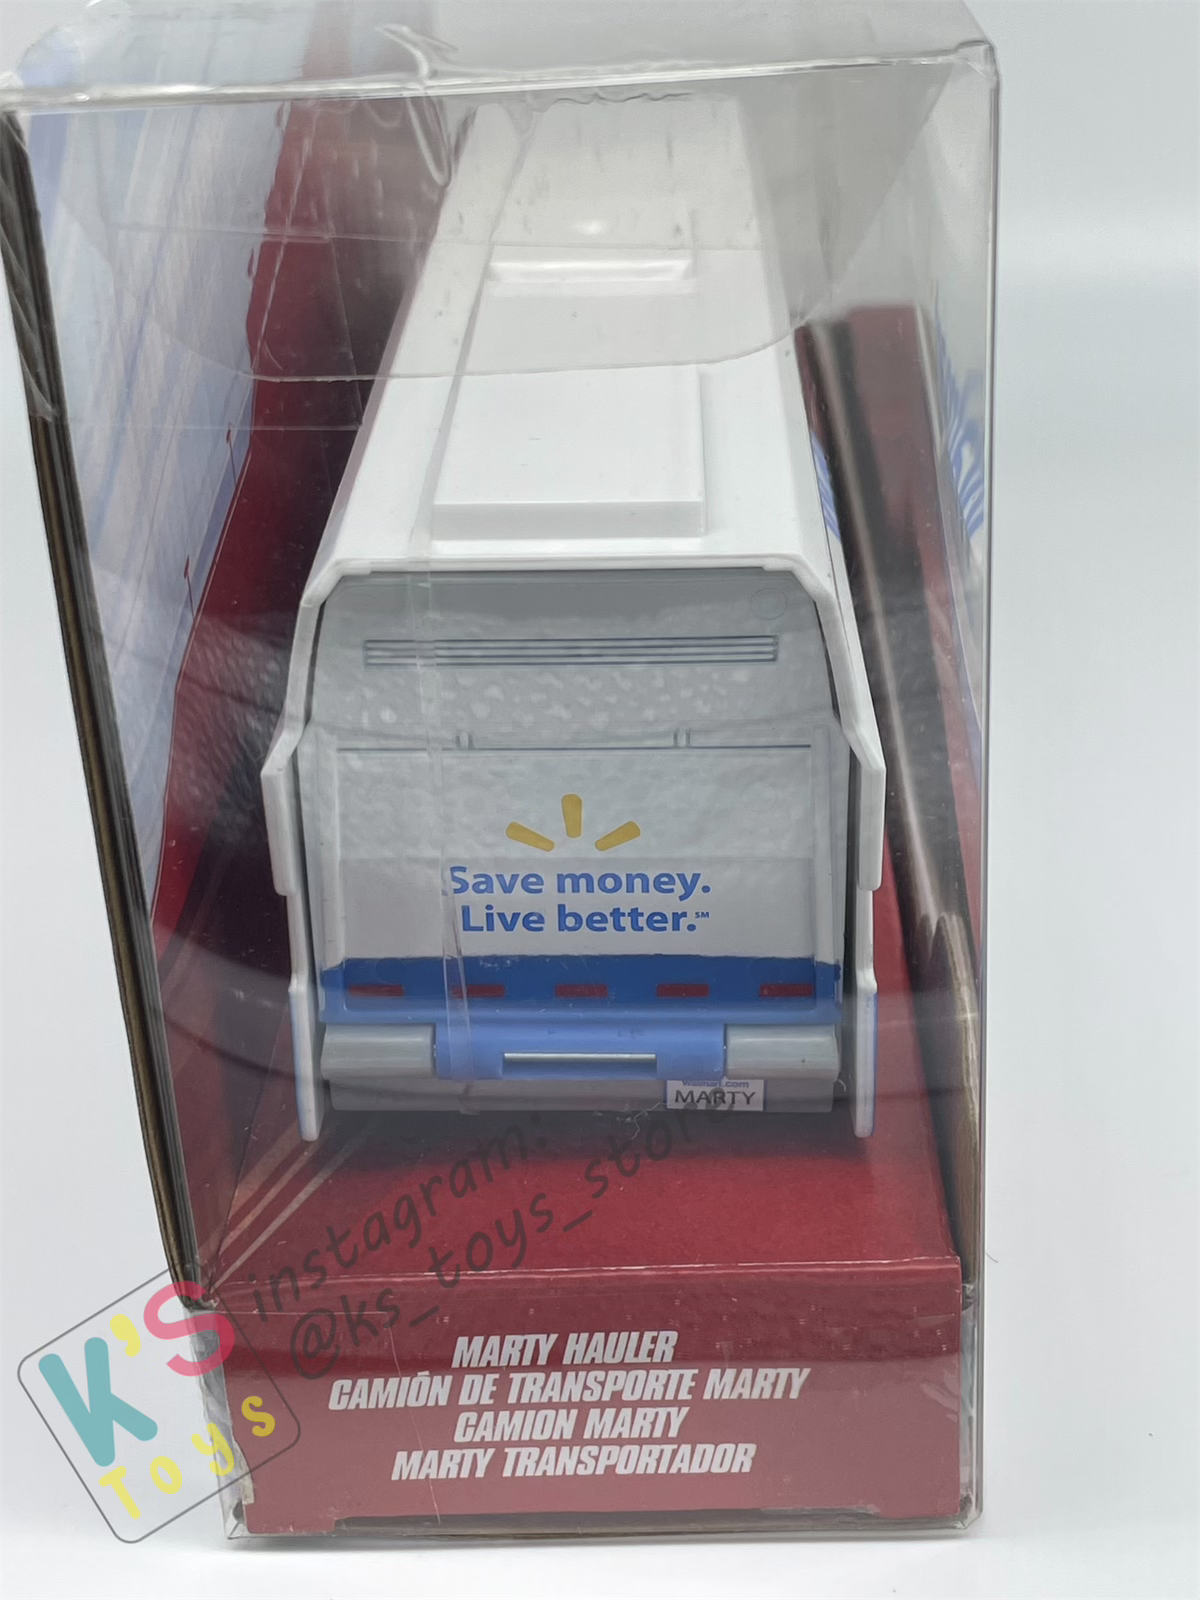 Save money.
Live better.℠
Walmart.com
MARTY
instagram:
@ks_toys_store
K'S
Toys
MARTY HAULER
CAMIÓN DE TRANSPORTE MARTY
CAMION MARTY
MARTY TRANSPORTADOR